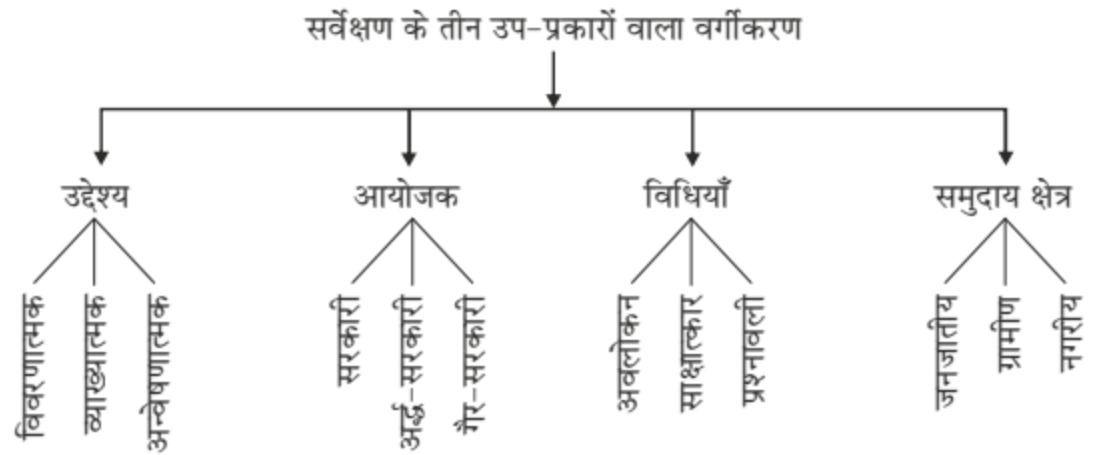 सर्वेक्षण के तीन उप-प्रकारों वाला वर्गीकरण
उद्देश्य
आयोजक
विधियाँ
समुदाय क्षेत्र
विवरणात्मक
व्याख्यात्मक
अन्वेषणात्मक
सरकारी
अर्द्ध-सरकारी
गैर-सरकारी
अवलोकन
साक्षात्कार
प्रश्नावली
जनजातीय
ग्रामीण
नगरीय